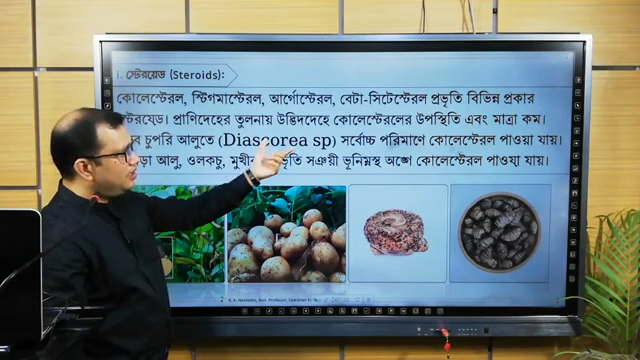 i. স্টেরয়েড (Steroids):
কোলেস্টেরল, স্টিগমাস্টেরল, আর্গোস্টেরল, বেটা-সিটেস্টেরল প্রভৃতি বিভিন্ন প্রকার
স্টেরয়েড। প্রাণিদেহের তুলনায় উদ্ভিদদেহে কোলেস্টেরলের উপস্থিতি এবং মাত্রা কম।
চুপরি আলুতে (Diascorea sp) সর্বোচ্চ পরিমাণে কোলেস্টেরল পাওয়া যায়।
আলু, ওলকচু, সঞ্চয়ী ভূনিম্নস্থ অঙ্গে কোলেস্টেরল পাওয়া যায়।